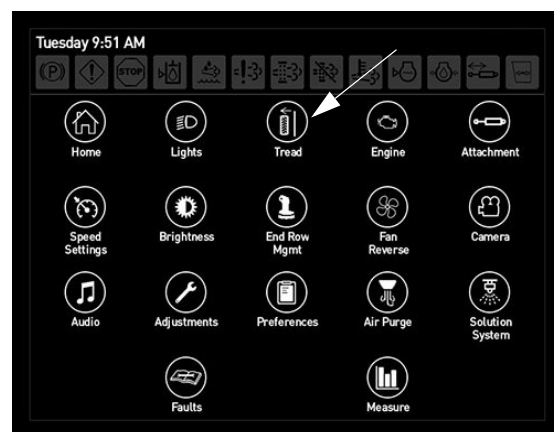 Tuesday 9:51 AM
(P) STOP
Home Lights Tread Engine Attachment
Speed Brightness End Row Fan Camera
Settings Mgmt Reverse
Audio Adjustments Preferences Air Purge Solution
System
Faults Measure